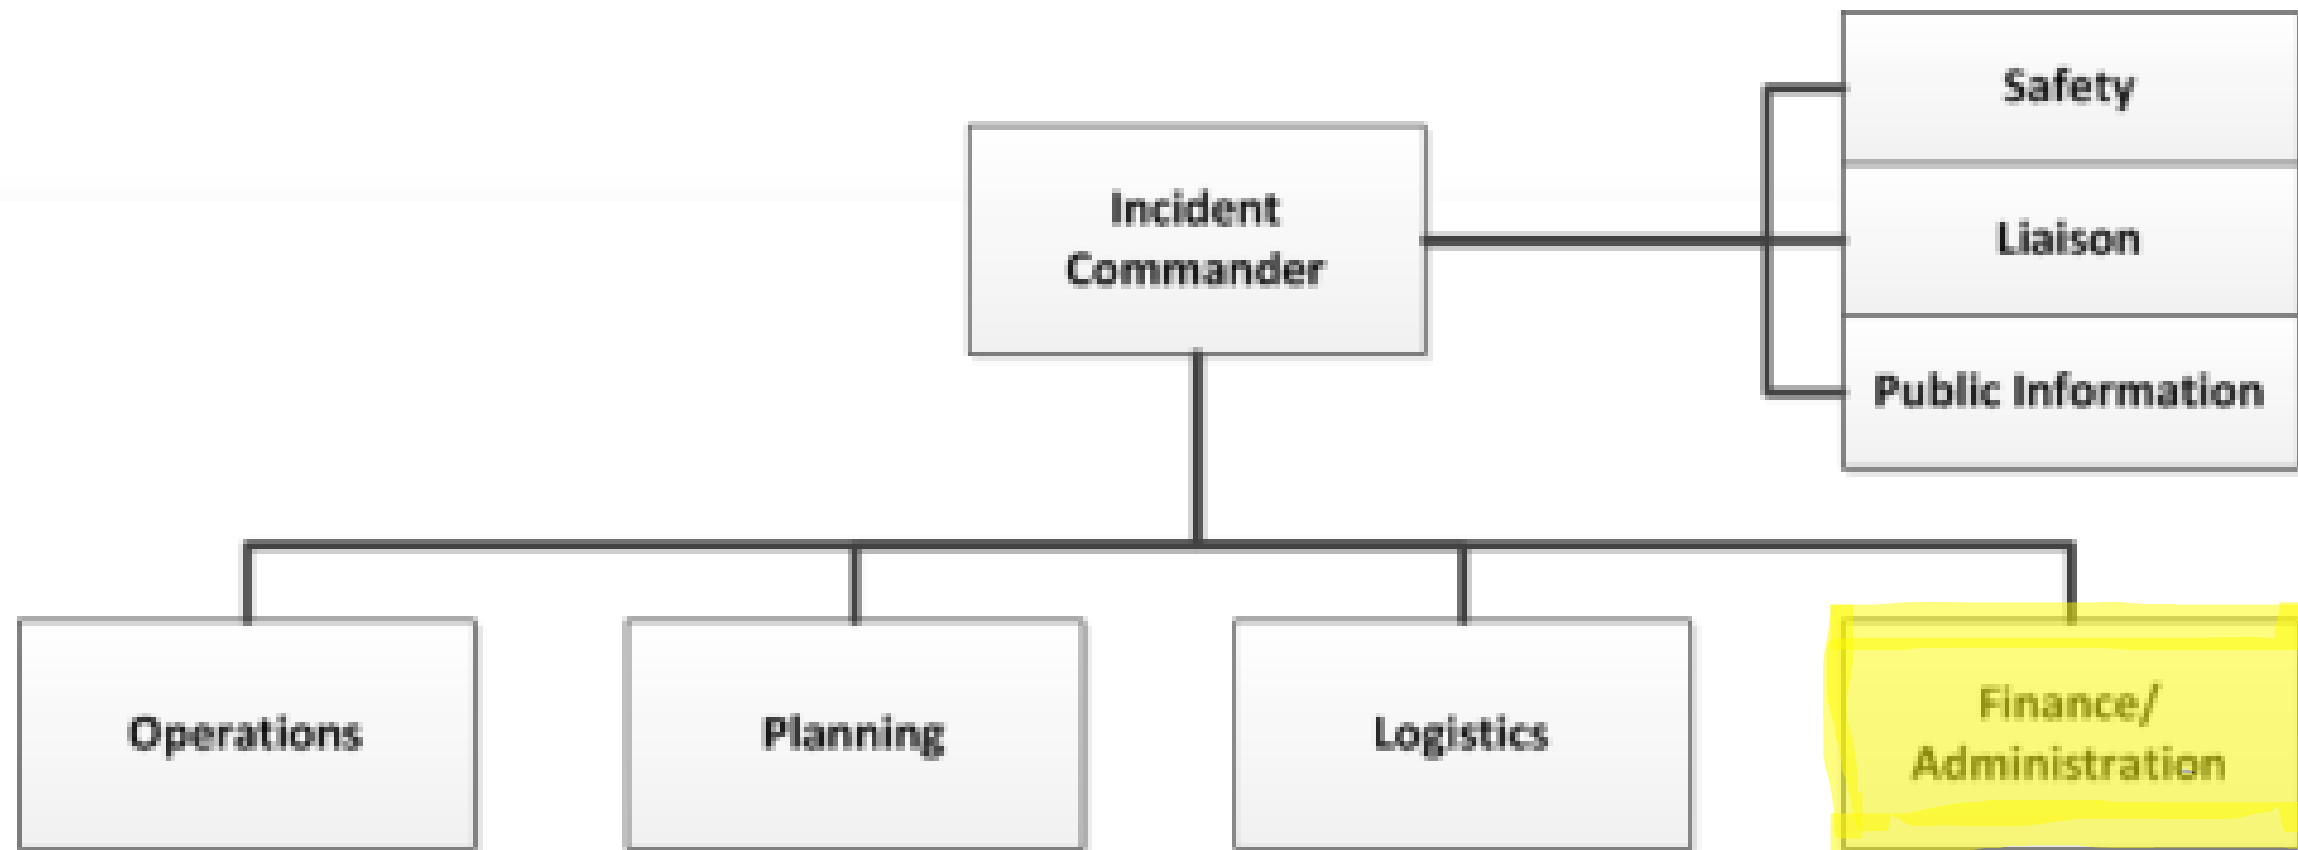 Safety
Incident
Commander
Liaison
Public Information
Operations
Planning
Logistics
Finance/
Administration